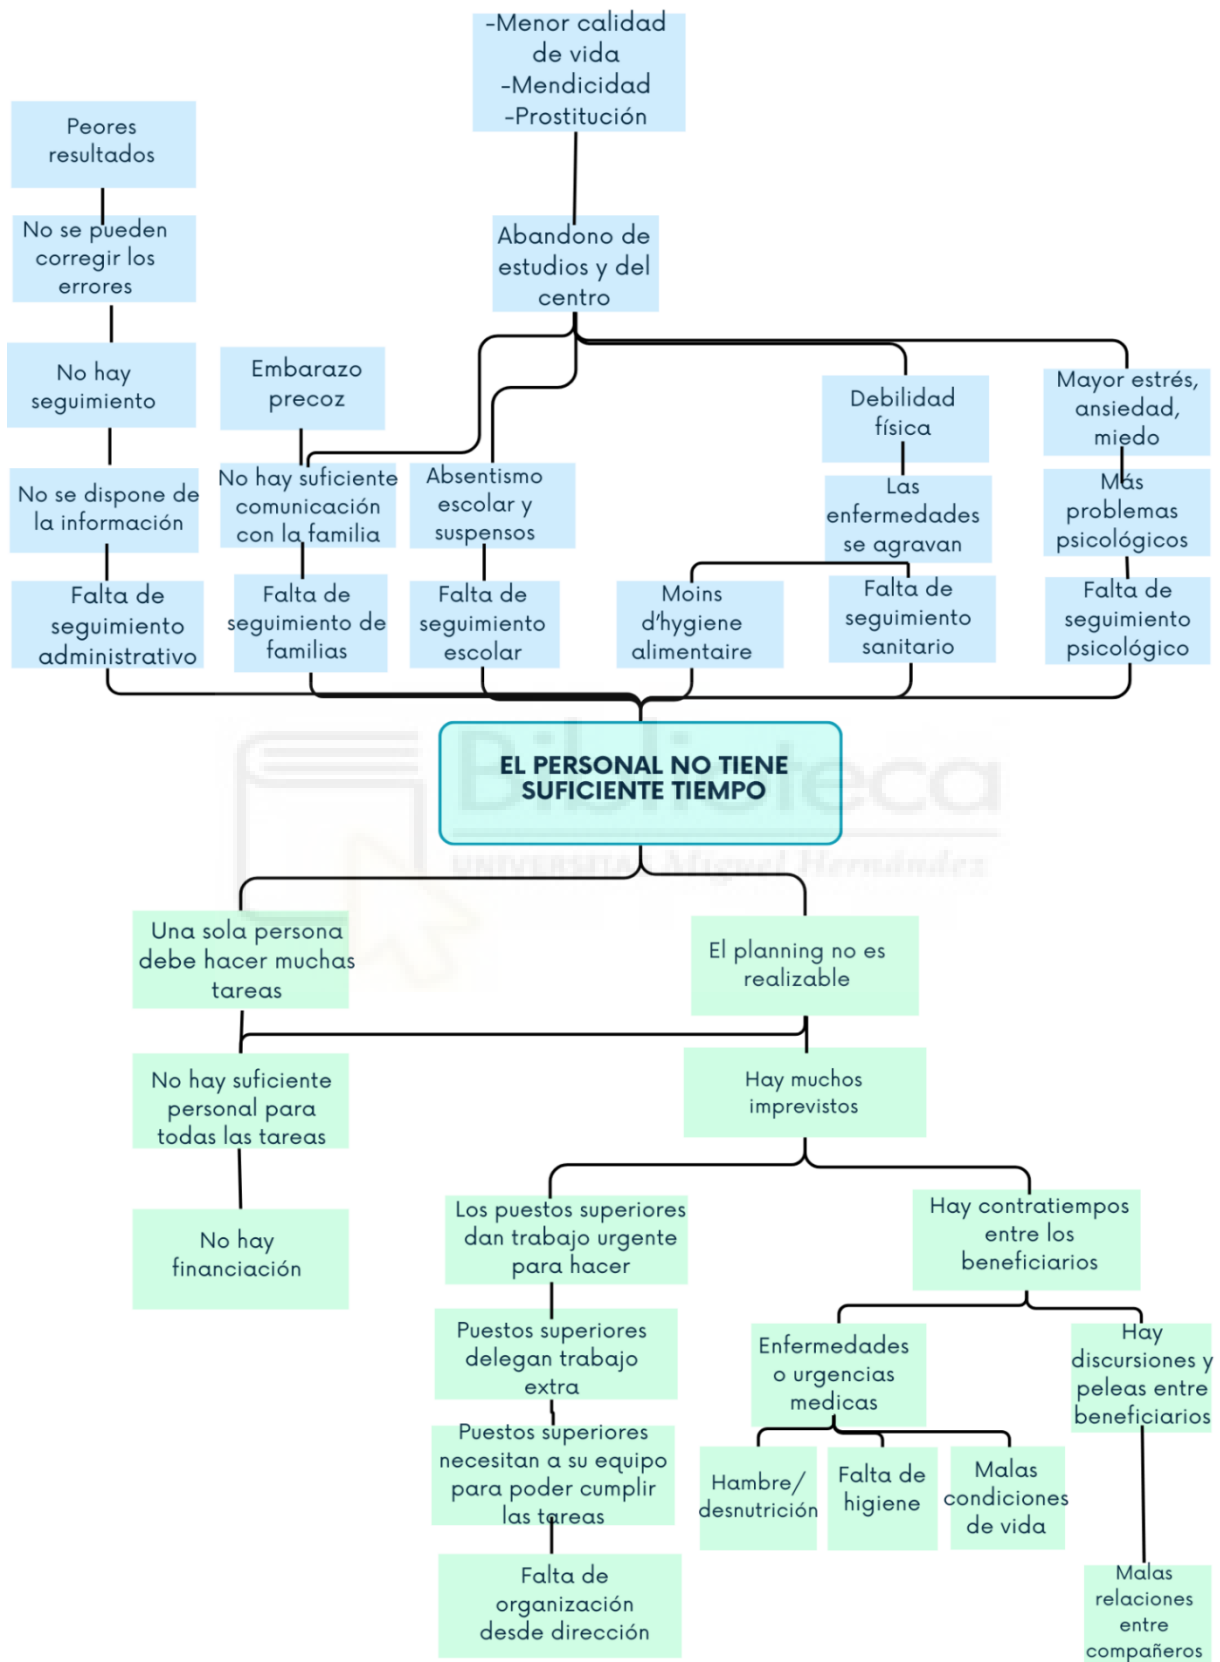 -Menor calidad
de vida
-Mendicidad
-Prostitución
Peores
resultados
No se pueden
corregir los
errores
Abandono de
estudios y del
centro
No hay
seguimiento
Embarazo
precoz
Debilidad
física
Mayor estrés,
ansiedad,
miedo
No se dispone de
la información
No hay suficiente
comunicación
con la familia
Absentismo
escolar y
suspensos
Las
enfermedades
se agravan
Más
problemas
psicológicos
Falta de
seguimiento
administrativo
Falta de
seguimiento de
familias
Falta de
seguimiento
escolar
Moins
d'hygiene
alimentaire
Falta de
seguimiento
sanitario
Falta de
seguimiento
psicológico
EL PERSONAL NO TIENE
SUFICIENTE TIEMPO
Biblioteca
UNIVERSITAS Miguel Hernández
Una sola persona
debe hacer muchas
tareas
El planning no es
realizable
No hay suficiente
personal para
todas las tareas
Hay muchos
imprevistos
No hay
financiación
Los puestos superiores
dan trabajo urgente
para hacer
Hay contratiempos
entre los
beneficiarios
Puestos superiores
delegan trabajo
extra
Enfermedades
o urgencias
medicas
Hay
discursiones y
peleas entre
beneficiarios
Puestos superiores
necesitan a su equipo
para poder cumplir
las tareas
Hambre/
desnutrición
Falta de
higiene
Malas
condiciones
de vida
Falta de
organización
desde dirección
Malas
relaciones
entre
compañeros